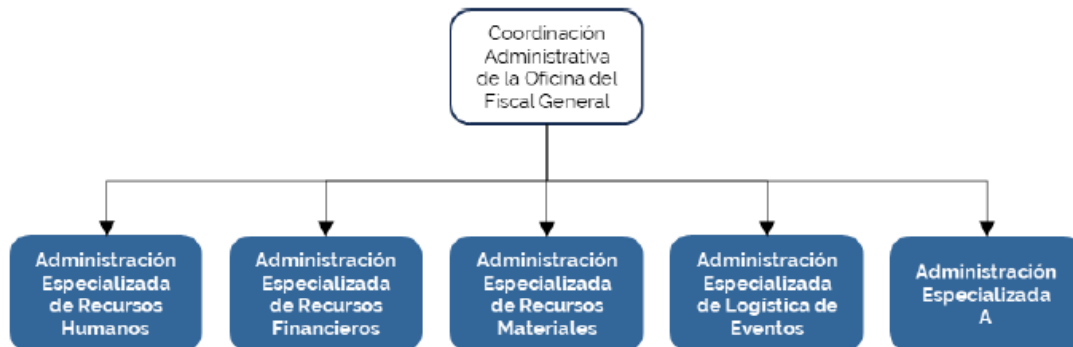 Coordinación
Administrativa
de la Oficina del
Fiscal General
Administración
Especializada
de Recursos
Humanos
Administración
Especializada
de Recursos
Financieros
Administración
Especializada
de Recursos
Materiales
Administración
Especializada
de Logística de
Eventos
Administración
Especializada
A